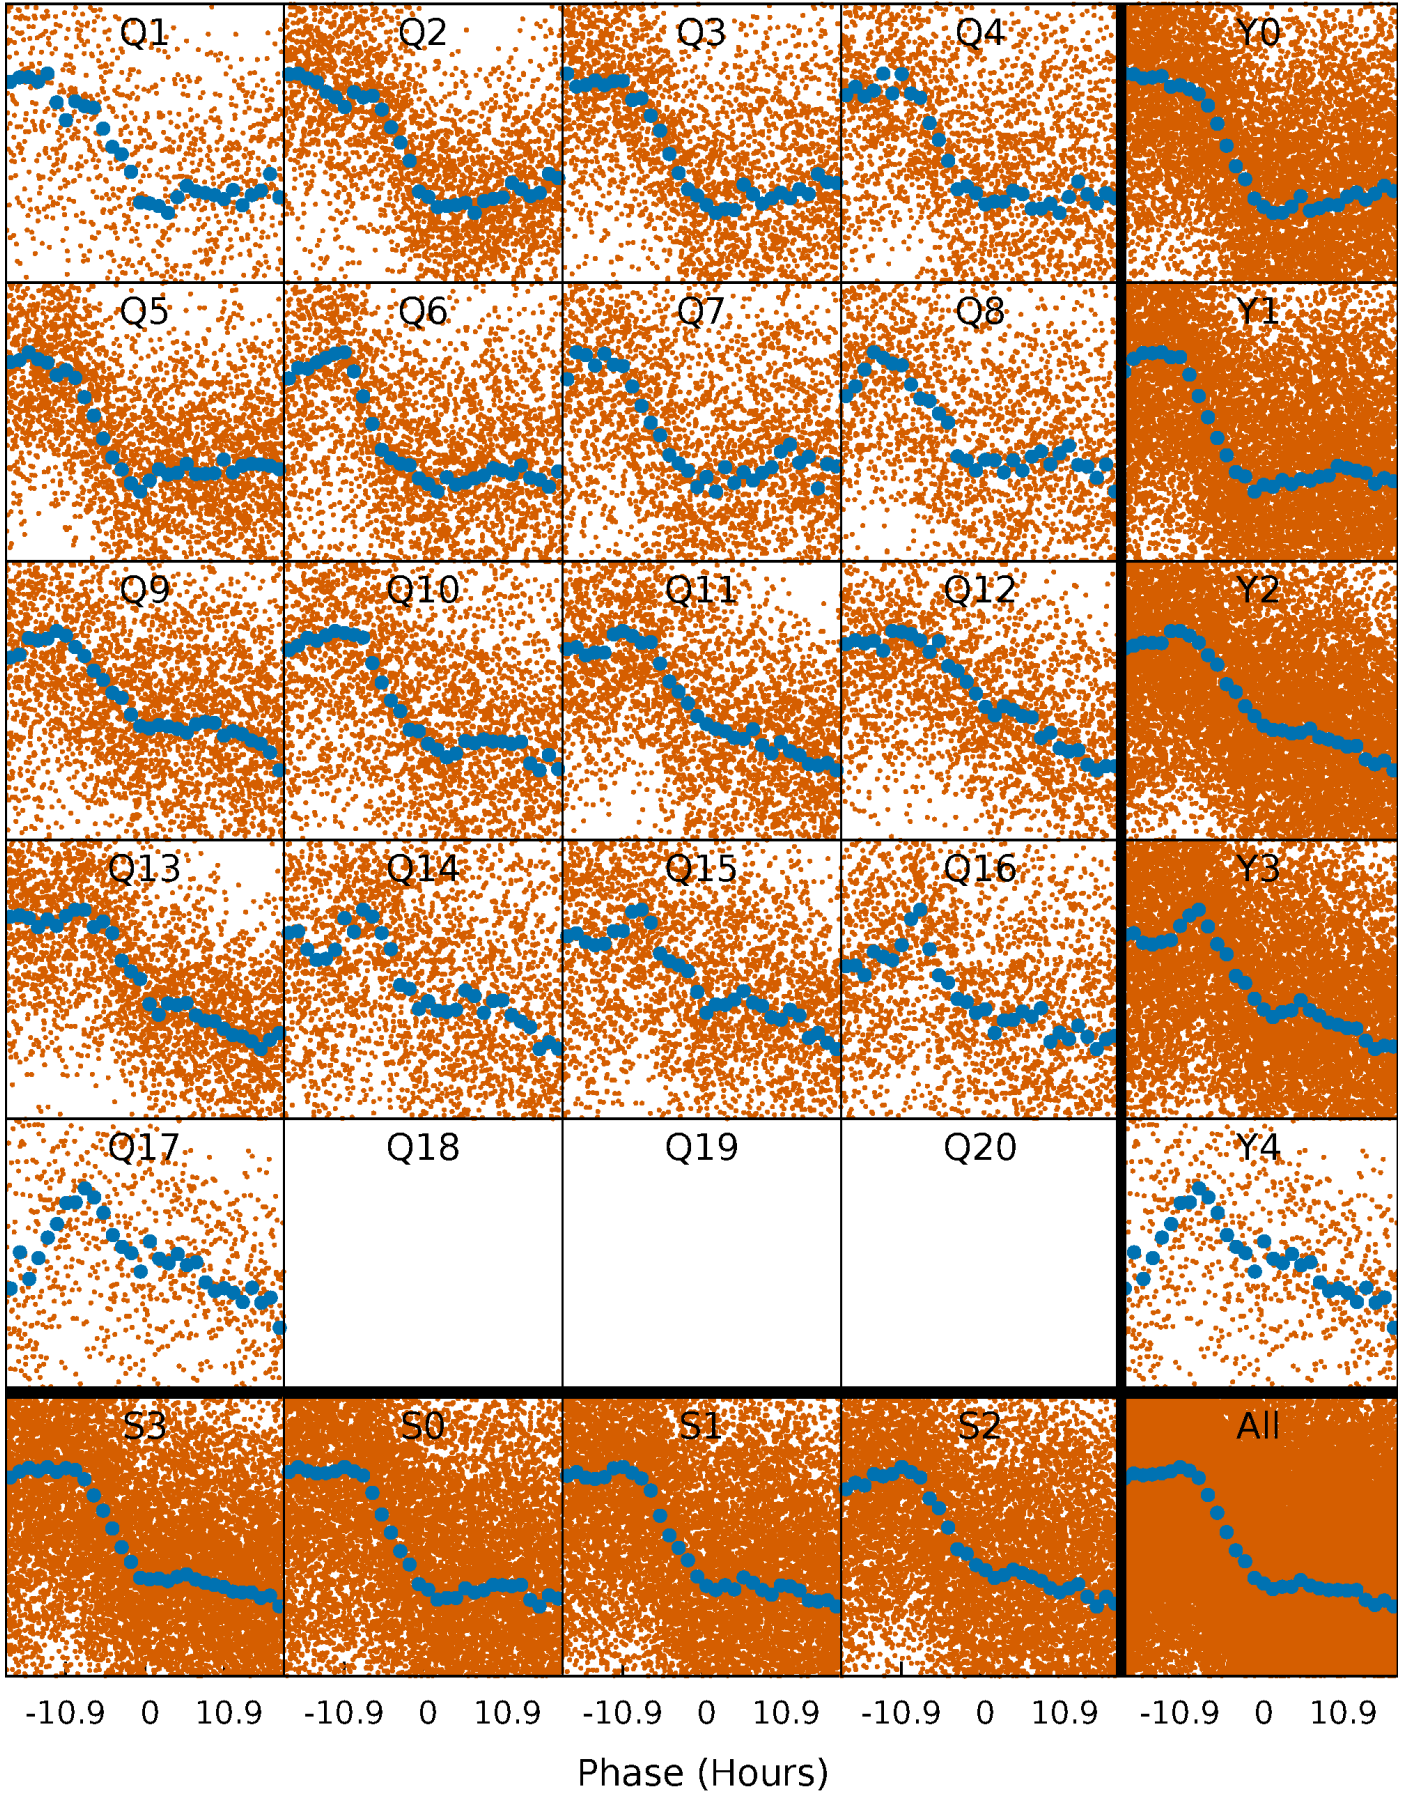 Q1 Q2 Q3 Q4 Y0
Q5 Q6 Q7 Q8 Y1
Q9 Q10 Q11 Q12 Y2
Q13 Q14 Q15 Q16 Y3
Q17 Q18 Q19 Q20 Y4
S3 S0 S1 S2 All
-10.9 0 10.9 -10.9 0 10.9 -10.9 0 10.9 -10.9 0 10.9 -10.9 0 10.9
Phase (Hours)